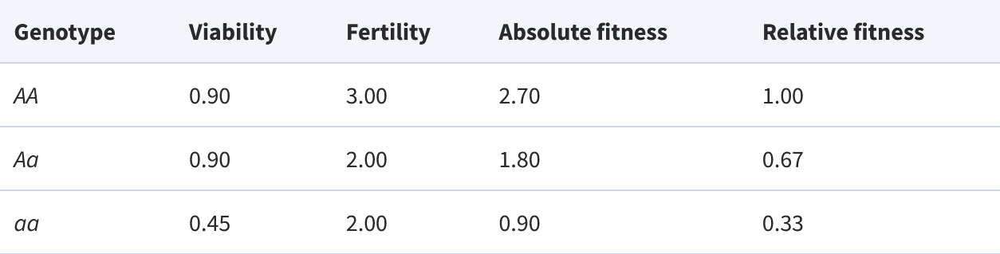 Genotype Viability Fertility Absolute fitness Relative fitness
AA 0.90 3.00 2.70 1.00
Aa 0.90 2.00 1.80 0.67
aa 0.45 2.00 0.90 0.33